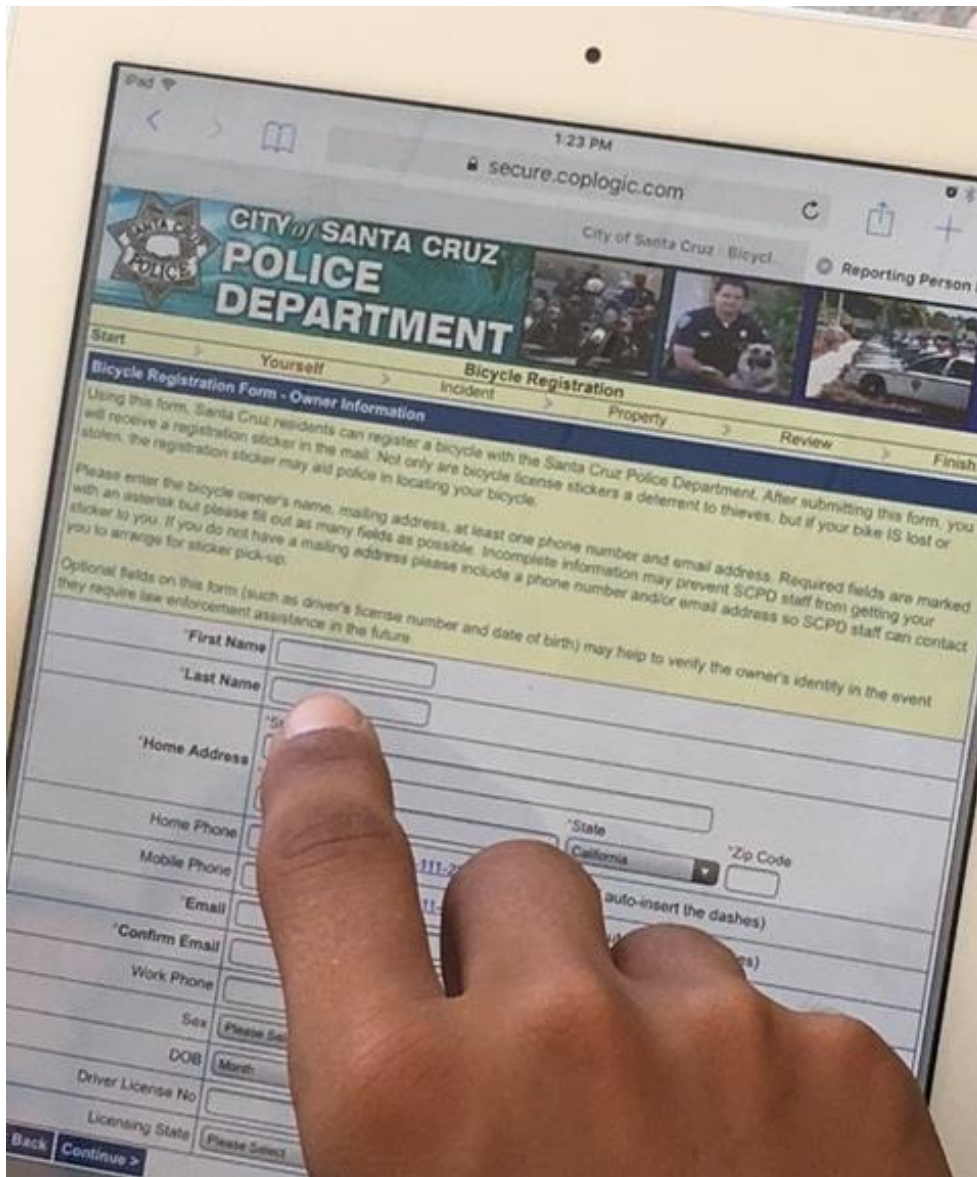 iPad
1:23 PM
secure.coplogic.com
City of Santa Cruz : Bicycl...
Reporting Person
SANTA CRUZ
POLICE
CITY of SANTA CRUZ
POLICE
DEPARTMENT
Bicycle Registration
Start > Yourself > Incident > Property > Review > Finish
Bicycle Registration Form - Owner Information
Using this form, Santa Cruz residents can register a bicycle with the Santa Cruz Police Department. After submitting this form, you
will receive a registration sticker in the mail. Not only are bicycle license stickers a deterrent to thieves, but if your bike IS lost or
stolen, the registration sticker may aid police in locating your bicycle.
Please enter the bicycle owner's name, mailing address, at least one phone number and email address. Required fields are marked
with an asterisk but please fill out as many fields as possible. Incomplete information may prevent SCPD staff from getting your
sticker to you. If you do not have a mailing address please include a phone number and/or email address so SCPD staff can contact
you to arrange for sticker pick-up.
Optional fields on this form (such as driver's license number and date of birth) may help to verify the owner's identity in the event
they require law enforcement assistance in the future.
*First Name
*Last Name
*Home Address
*State
California
*Zip Code
Home Phone
-111-
auto-insert the dashes)
Mobile Phone
11-
es)
*Email
*Confirm Email
Work Phone
Sex
Please Sel
DOB
Month
Driver License No
Licensing State
Please Select
Back
Continue >